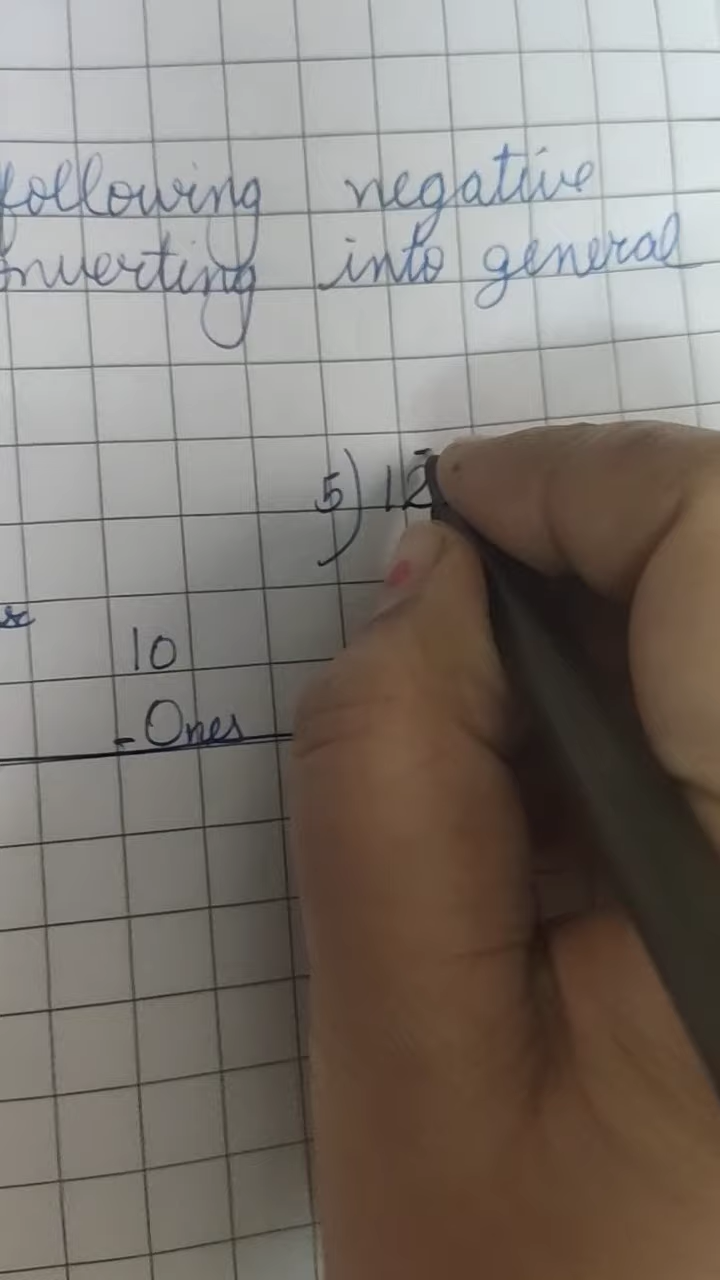 following negative
nverting into general
5) 12̄
10
- Ones